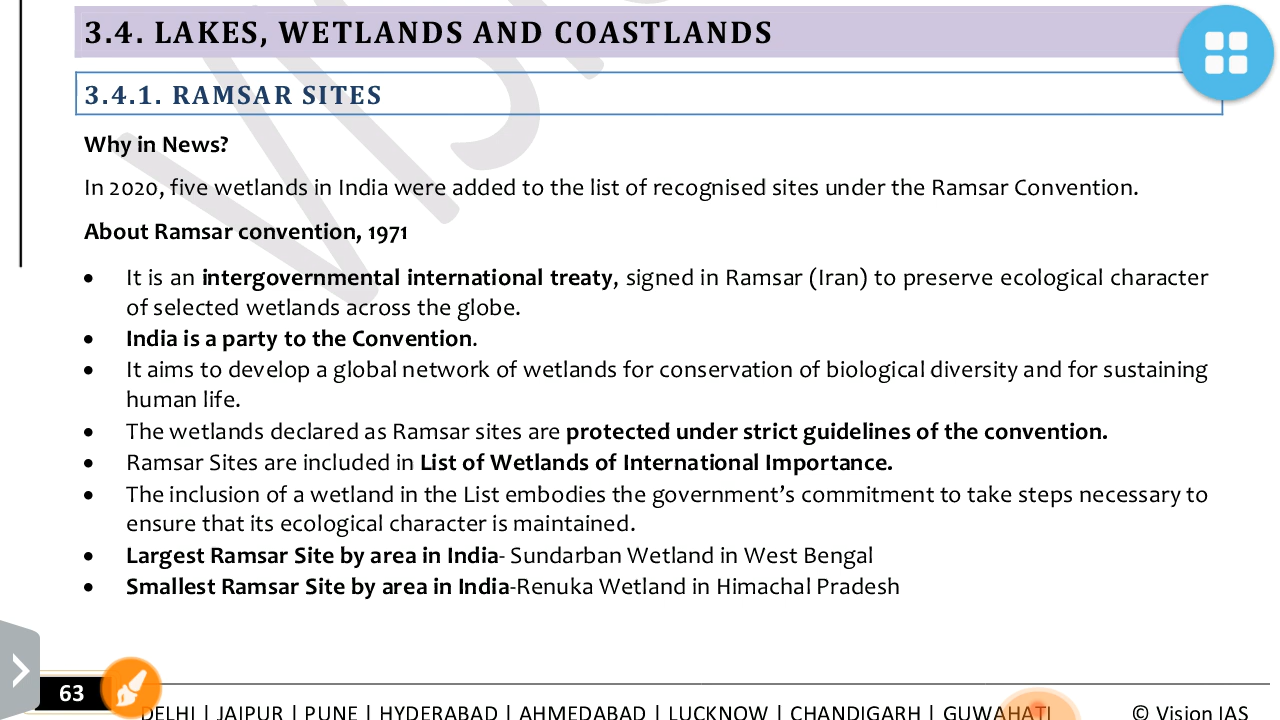 3.4. LAKES, WETLANDS AND COASTLANDS
3.4.1. RAMSAR SITES
Why in News?
In 2020, five wetlands in India were added to the list of recognised sites under the Ramsar Convention.
About Ramsar convention, 1971
• It is an intergovernmental international treaty, signed in Ramsar (Iran) to preserve ecological character
of selected wetlands across the globe.
• India is a party to the Convention.
• It aims to develop a global network of wetlands for conservation of biological diversity and for sustaining
human life.
• The wetlands declared as Ramsar sites are protected under strict guidelines of the convention.
• Ramsar Sites are included in List of Wetlands of International Importance.
• The inclusion of a wetland in the List embodies the government’s commitment to take steps necessary to
ensure that its ecological character is maintained.
• Largest Ramsar Site by area in India- Sundarban Wetland in West Bengal
• Smallest Ramsar Site by area in India-Renuka Wetland in Himachal Pradesh
63
DELHI | JAIPUR | PUNE | HYDERABAD | AHMEDABAD | LUCKNOW | CHANDIGARH | GUWAHATI © Vision IAS